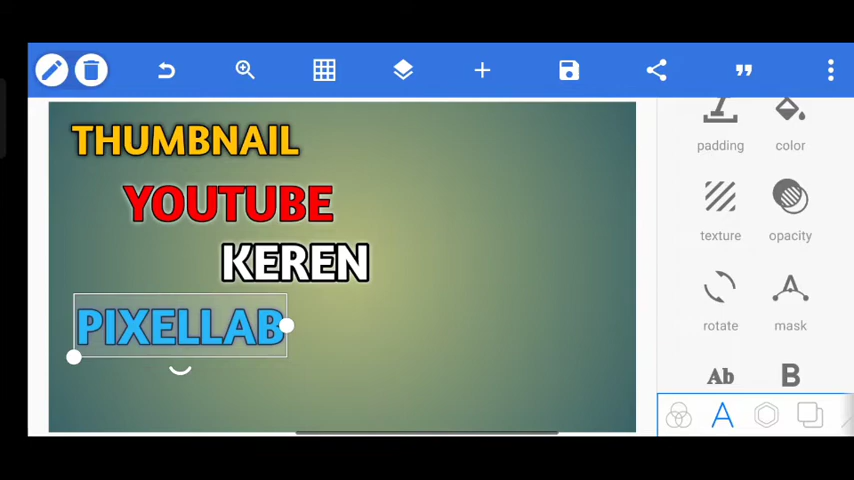 THUMBNAIL
YOUTUBE
KEREN
PIXELLAB
padding
color
texture
opacity
rotate
mask
Ab
B
A